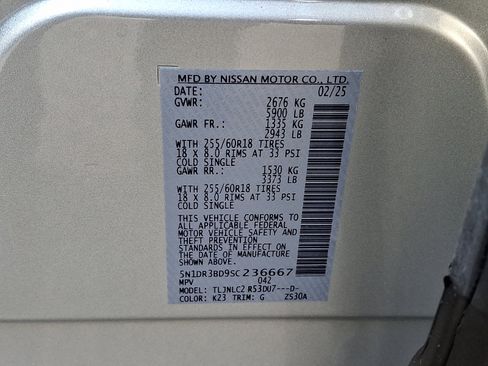 MFD BY NISSAN MOTOR CO., LTD.
DATE: 02/25
GVWR: 2676 KG
5900 LB
GAWR FR.: 1335 KG
2943 LB
WITH 255/60R18 TIRES
18 X 8.0 RIMS AT 33 PSI
COLD SINGLE
GAWR RR.: 1530 KG
3373 LB
WITH 255/60R18 TIRES
18 X 8.0 RIMS AT 33 PSI
COLD SINGLE
THIS VEHICLE CONFORMS TO
ALL APPLICABLE FEDERAL
MOTOR VEHICLE SAFETY AND
THEFT PREVENTION
STANDARDS IN EFFECT ON
THE DATE OF MANUFACTURE
SHOWN ABOVE.
5N1DR3BD9SC236667
MPV 042
MODEL: TLJNLC2 R53DU7---D-
COLOR: K23 TRIM: G ZS30A